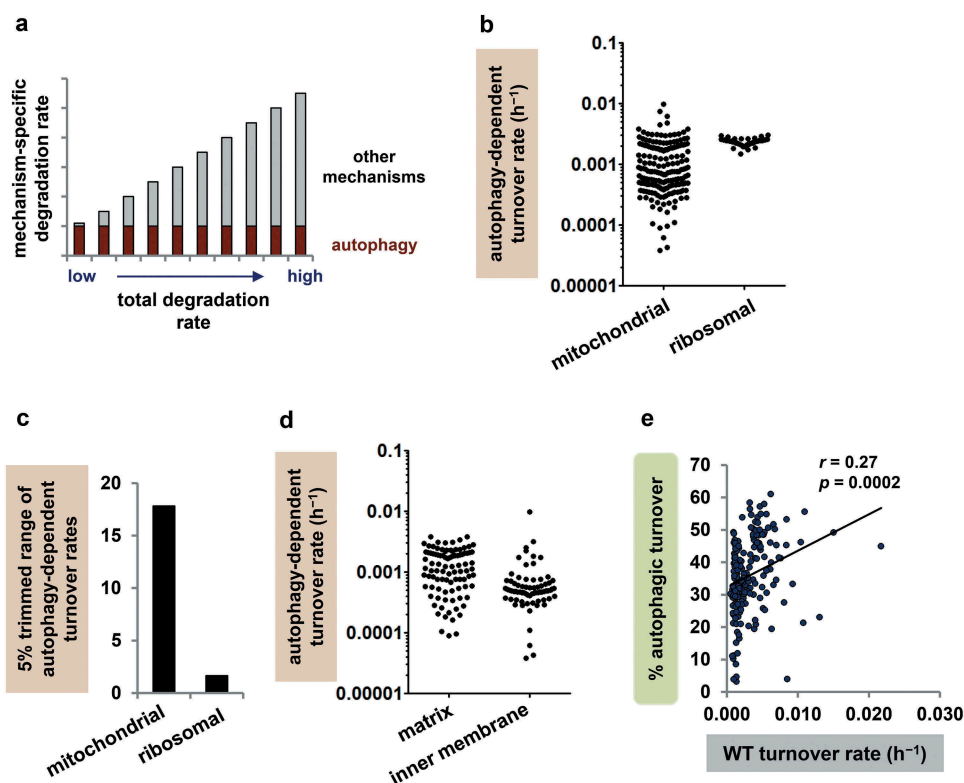 a
mechanism-specific
degradation rate
other
mechanisms
autophagy
low
high
total degradation
rate
b
autophagy-dependent
turnover rate (h⁻¹)
0.1
0.01
0.001
0.0001
0.00001
mitochondrial
ribosomal
c
5% trimmed range of
autophagy-dependent
turnover rates
20
15
10
5
0
mitochondrial
ribosomal
d
autophagy-dependent
turnover rate (h⁻¹)
0.1
0.01
0.001
0.0001
0.00001
matrix
inner membrane
e
% autophagic turnover
70
60
50
40
30
20
10
0
r = 0.27
p = 0.0002
0.000 0.010 0.020 0.030
WT turnover rate (h⁻¹)